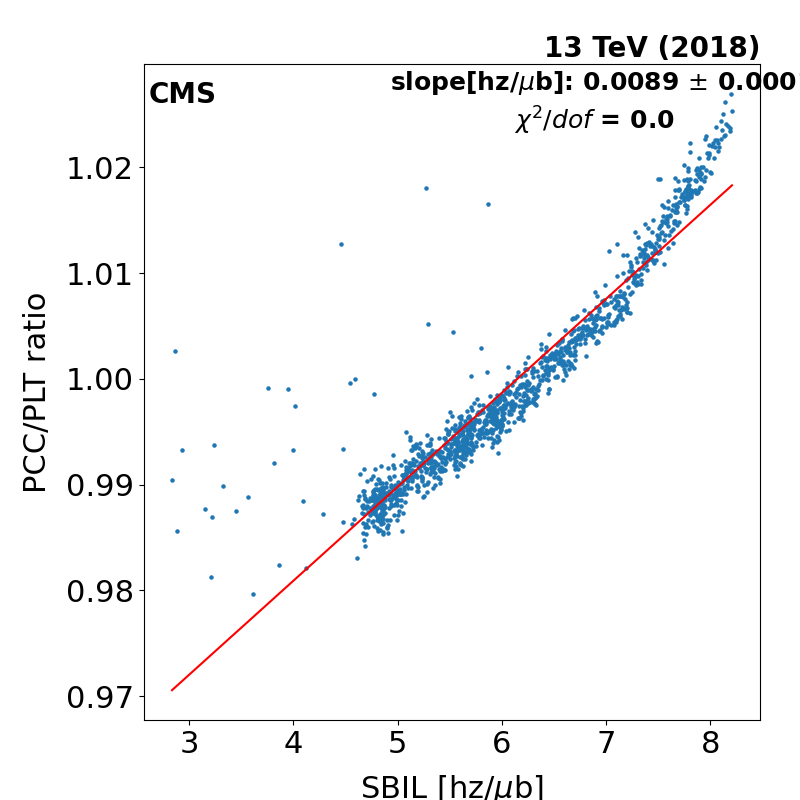 13 TeV (2018)
CMS
slope[hz/μb]: 0.0089 ± 0.000
χ²/dof = 0.0
PCC/PLT ratio
1.02
1.01
1.00
0.99
0.98
0.97
3 4 5 6 7 8
SBIL [hz/μb]